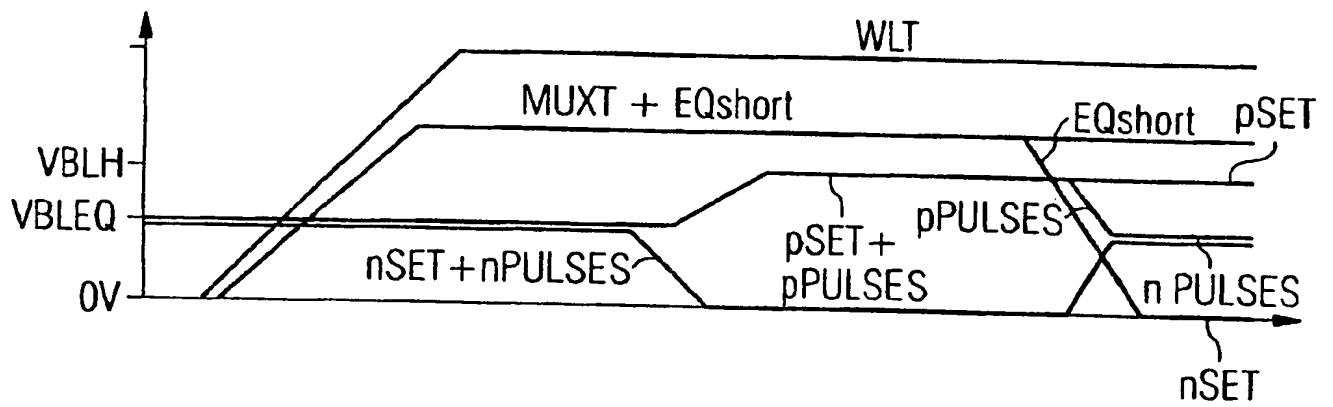 WLT
MUXT + EQshort
EQshort
pSET
VBLH
VBLEQ
pPULSES
nSET+nPULSES
pSET+
pPULSES
n PULSES
0V
nSET